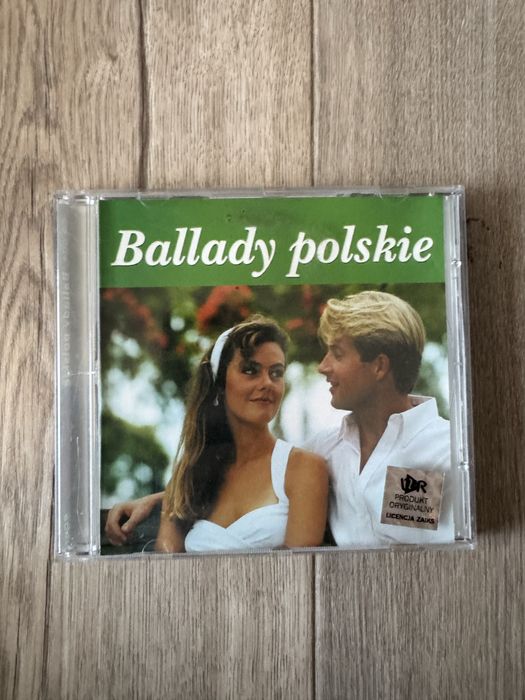 Ballady polskie
PRODUKT
ORYGINALNY
LICENCJA ZAIKS